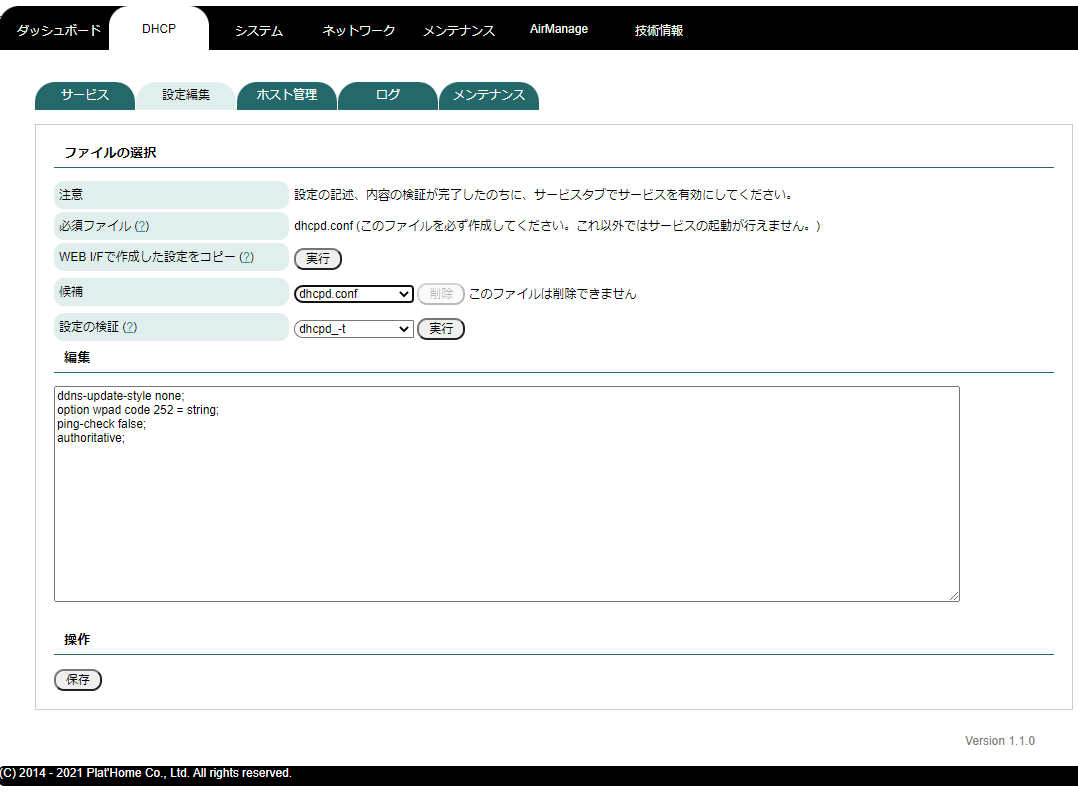 ダッシュボード DHCP システム ネットワーク メンテナンス AirManage 技術情報
サービス 設定編集 ホスト管理 ログ メンテナンス
ファイルの選択
注意 設定の記述、内容の検証が完了したのちに、サービスタブでサービスを有効にしてください。
必須ファイル (?) dhcpd.conf (このファイルを必ず作成してください。これ以外ではサービスの起動が行えません。)
WEB I/Fで作成した設定をコピー (?) 実行
候補 dhcpd.conf 削除 このファイルは削除できません
設定の検証 (?) dhcpd_-t 実行
編集
ddns-update-style none;
option wpad code 252 = string;
ping-check false;
authoritative;
操作
保存
Version 1.1.0
(C) 2014 - 2021 Plat'Home Co., Ltd. All rights reserved.